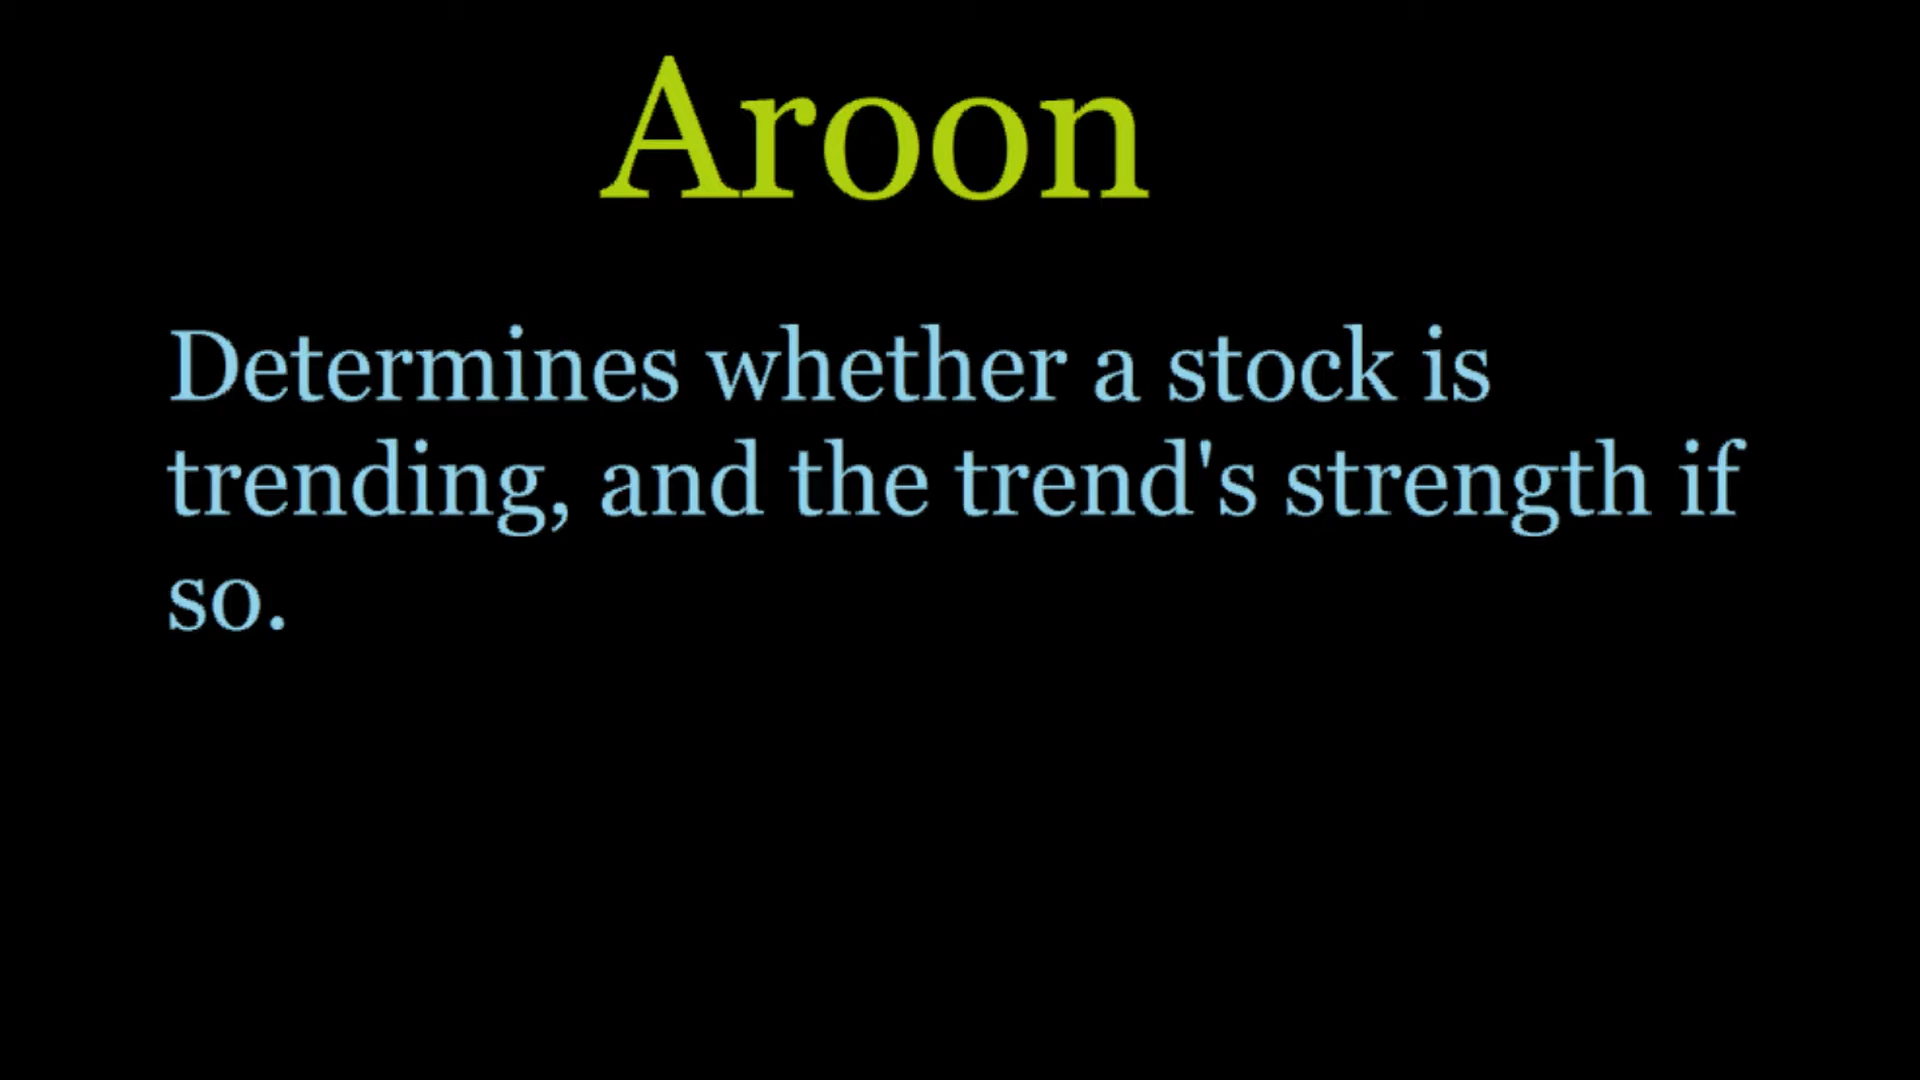 Aroon
Determines whether a stock is
trending, and the trend's strength if
so.